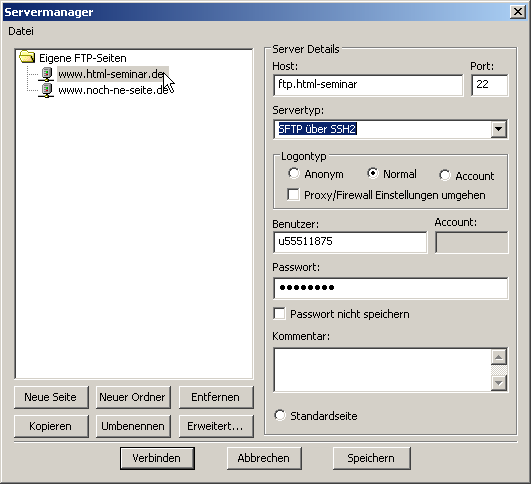 Servermanager
Datei
Eigene FTP-Seiten
www.html-seminar.de
www.noch-ne-seite.de
Neue Seite
Neuer Ordner
Entfernen
Kopieren
Umbenennen
Erweitert...
Server Details
Host:
Port:
ftp.html-seminar
22
Servertyp:
SFTP über SSH2
Logontyp
Anonym
Normal
Account
Proxy/Firewall Einstellungen umgehen
Benutzer:
Account:
u55511875
Passwort:
●●●●●●●●
Passwort nicht speichern
Kommentar:
Standardseite
Verbinden
Abbrechen
Speichern